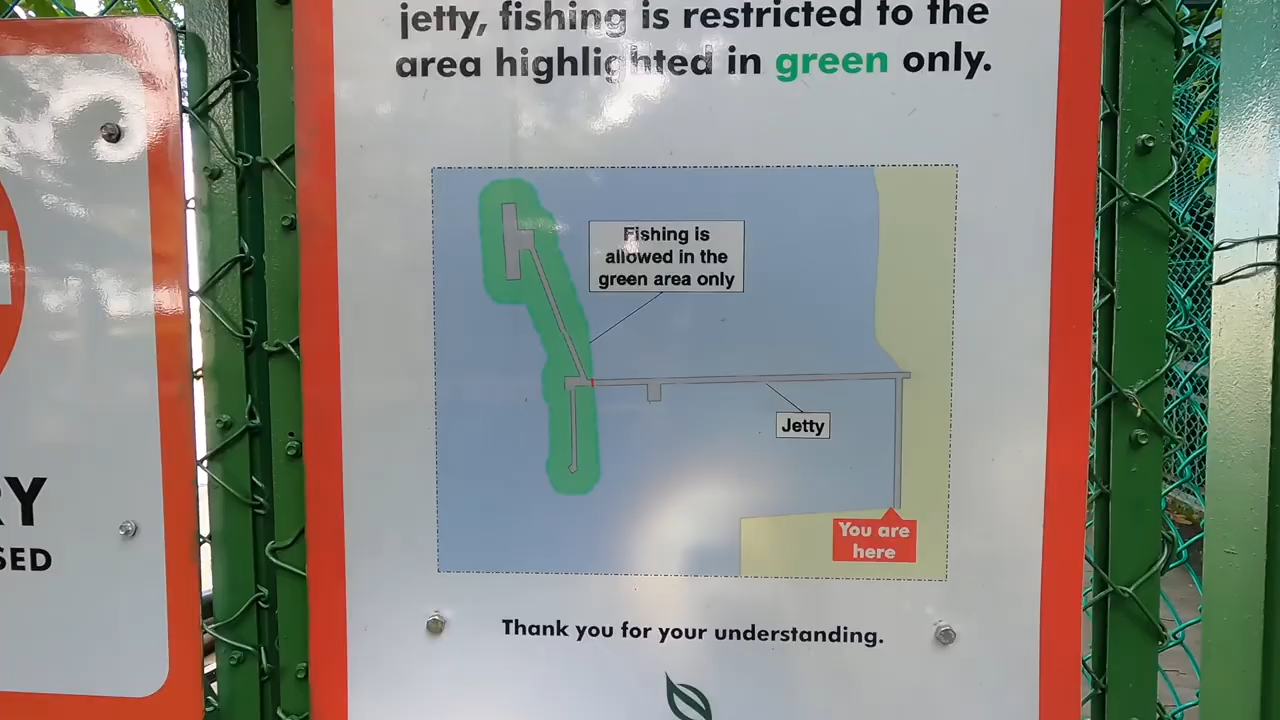 jetty, fishing is restricted to the
area highlighted in green only.
Fishing is
allowed in the
green area only
Jetty
You are
here
Thank you for your understanding.
RY
SED